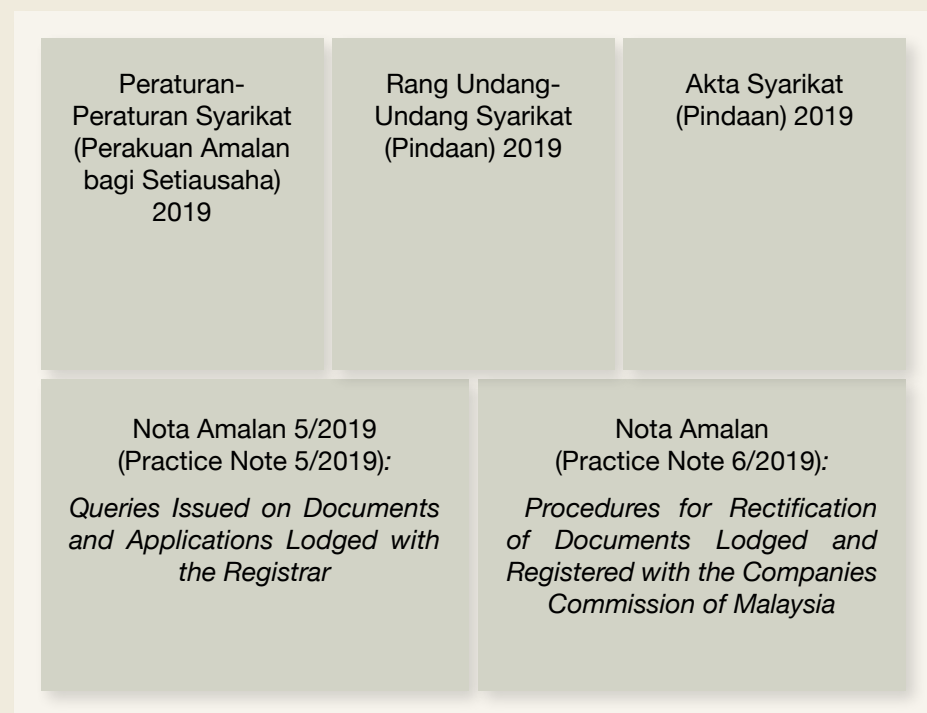 Peraturan-
Peraturan Syarikat
(Perakuan Amalan
bagi Setiausaha)
2019
Rang Undang-
Undang Syarikat
(Pindaan) 2019
Akta Syarikat
(Pindaan) 2019
Nota Amalan 5/2019
(Practice Note 5/2019):
Queries Issued on Documents
and Applications Lodged with
the Registrar
Nota Amalan
(Practice Note 6/2019):
Procedures for Rectification
of Documents Lodged and
Registered with the Companies
Commission of Malaysia